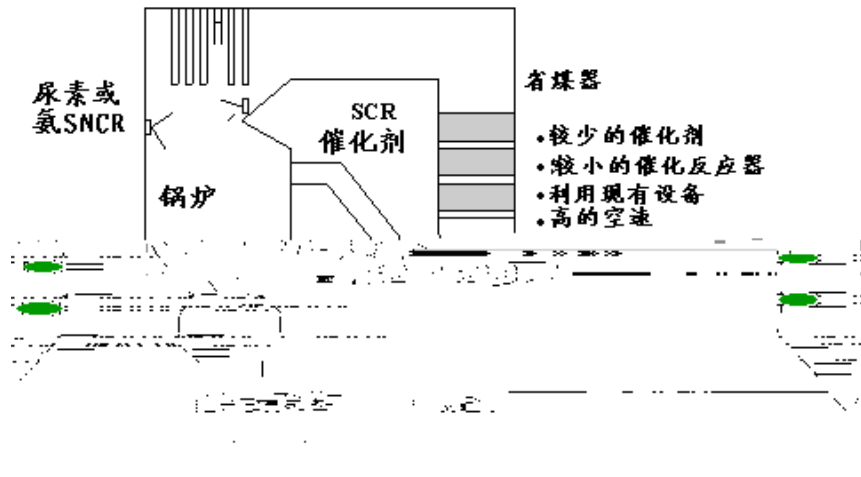 尿素或
氨SNCR
锅炉
SCR
催化剂
省煤器
•较少的催化剂
•较小的催化反应器
•利用现有设备
•高的空速